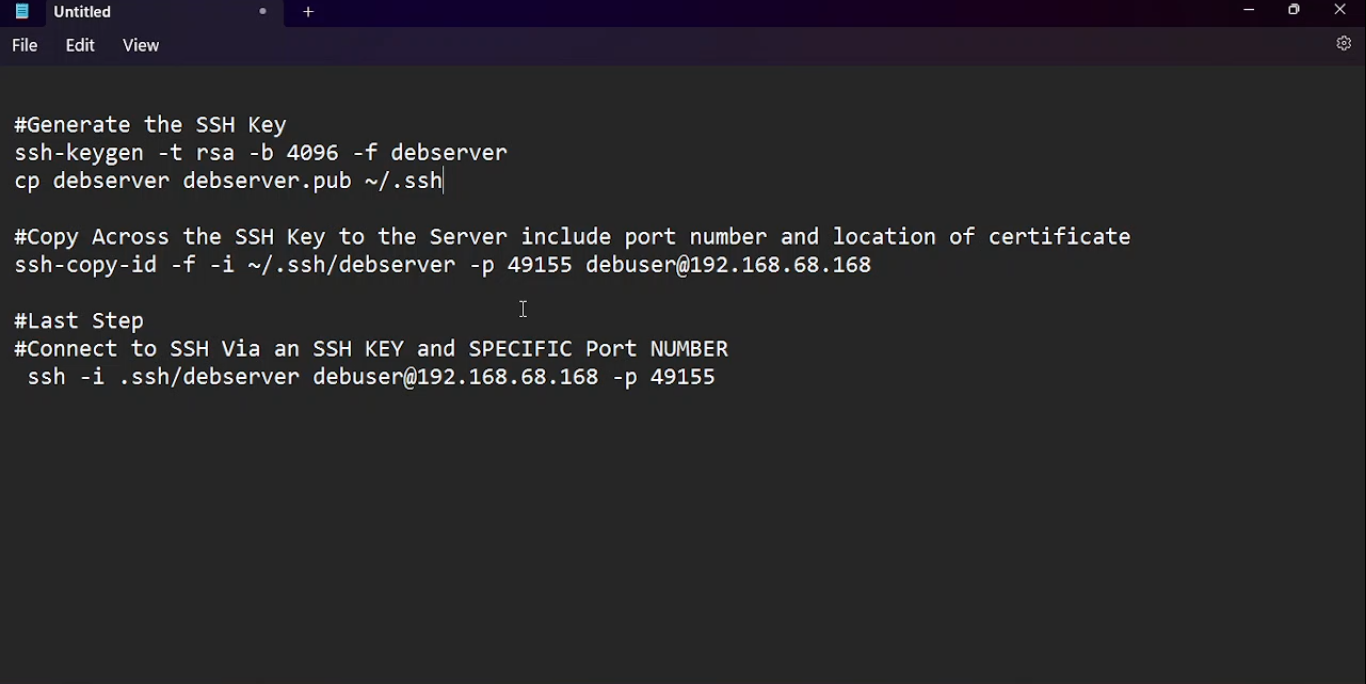 Untitled
File Edit View
#Generate the SSH Key
ssh-keygen -t rsa -b 4096 -f debserver
cp debserver debserver.pub ~/.ssh
#Copy Across the SSH Key to the Server include port number and location of certificate
ssh-copy-id -f -i ~/.ssh/debserver -p 49155 debuser@192.168.68.168
#Last Step
#Connect to SSH Via an SSH KEY and SPECIFIC Port NUMBER
ssh -i .ssh/debserver debuser@192.168.68.168 -p 49155